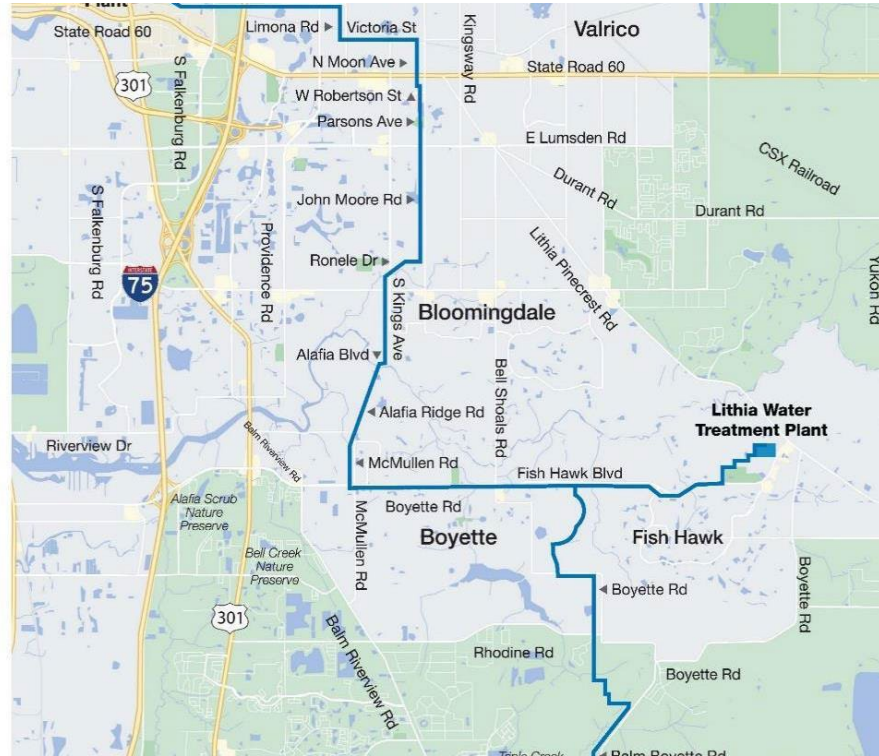 Plant
Limona Rd
Victoria St
Valrico
State Road 60
N Moon Ave
Kingsway Rd
State Road 60
301
S Falkenburg Rd
W Robertson St
Parsons Ave
E Lumsden Rd
CSX Railroad
Durant Rd
Durant Rd
S Falkenburg Rd
John Moore Rd
Providence Rd
Ronele Dr
Lithia Pinecrest Rd
Yukon Rd
INTERSTATE
75
S Kings Ave
Bloomingdale
Alafia Blvd
Bell Shoals Rd
Alafia Ridge Rd
Lithia Water
Treatment Plant
Riverview Dr
Balm Riverview Rd
McMullen Rd
Fish Hawk Blvd
Alafia Scrub
Nature
Preserve
McMullen Rd
Boyette Rd
Boyette
Fish Hawk
Bell Creek
Nature
Preserve
Boyette Rd
Boyette Rd
301
Balm Riverview Rd
Rhodine Rd
Boyette Rd
Triple Creek
Balm Boyette Rd